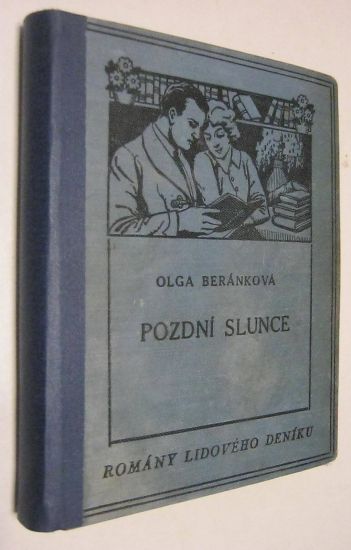 OLGA BERÁNKOVÁ
POZDNÍ SLUNCE
ROMÁNY LIDOVÉHO DENÍKU